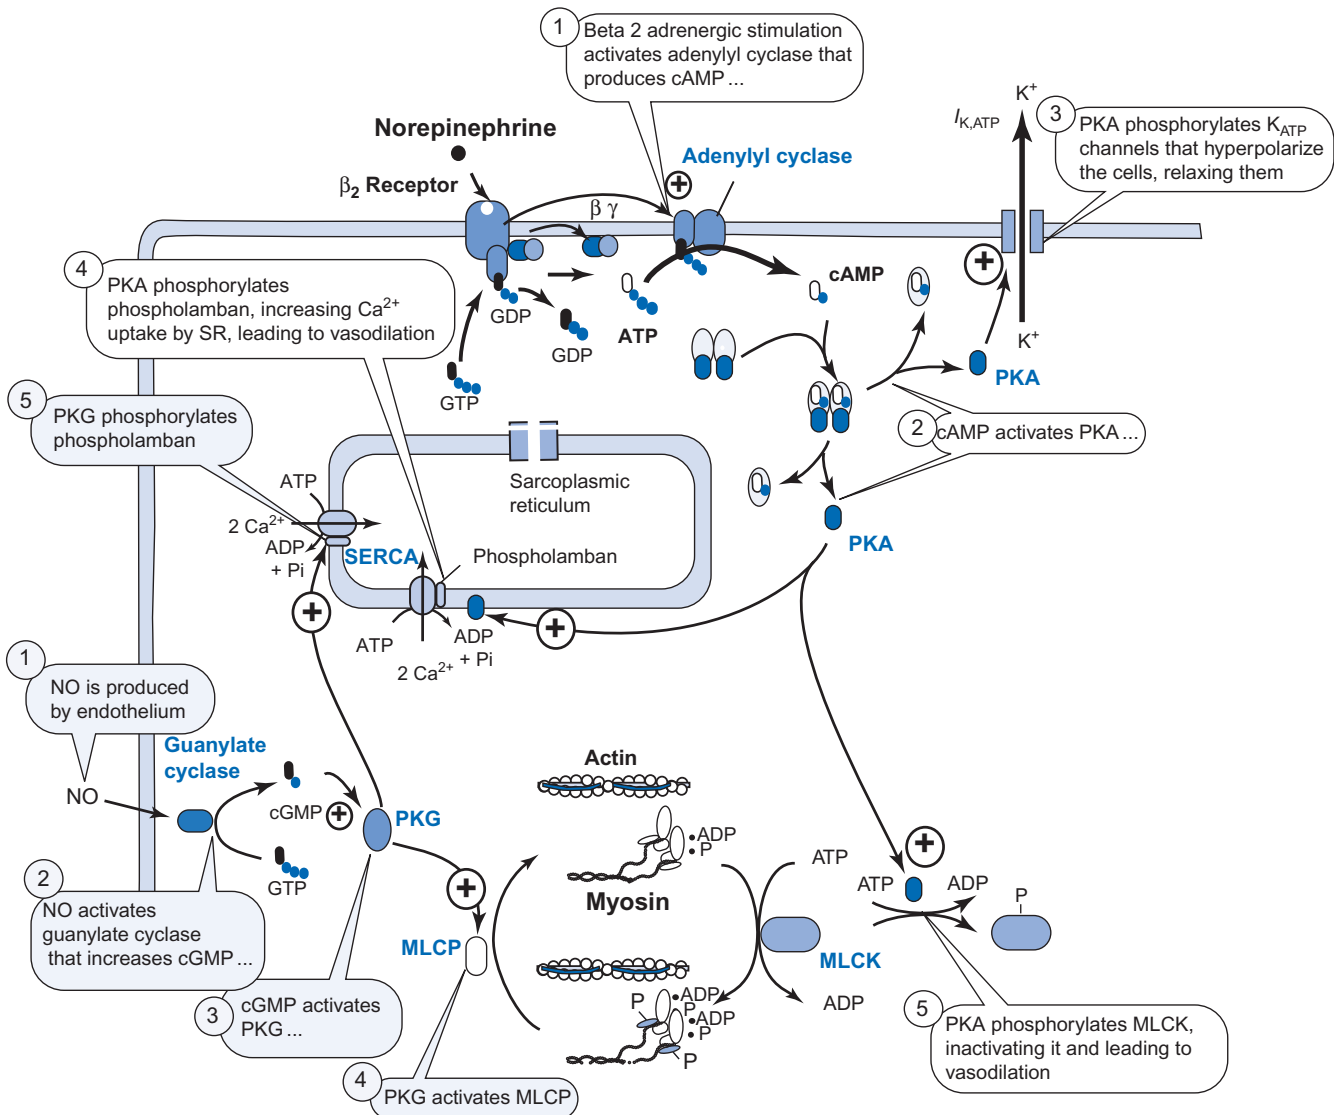 1
Beta 2 adrenergic stimulation
activates adenylyl cyclase that
produces cAMP ...
Norepinephrine
β2 Receptor
Adenylyl cyclase
β γ
IK,ATP
K+
3
PKA phosphorylates KATP
channels that hyperpolarize
the cells, relaxing them
4
PKA phosphorylates
phospholamban, increasing Ca2+
uptake by SR, leading to vasodilation
GDP
GDP
ATP
cAMP
GTP
K+
PKA
5
PKG phosphorylates
phospholamban
2
cAMP activates PKA ...
Sarcoplasmic
reticulum
ATP
2 Ca2+
ADP
+ Pi
SERCA
Phospholamban
PKA
ATP
ADP
+ Pi
2 Ca2+
1
NO is produced
by endothelium
NO
Guanylate
cyclase
cGMP
GTP
PKG
2
NO activates
guanylate cyclase
that increases cGMP ...
3
cGMP activates
PKG ...
4
PKG activates MLCP
MLCP
Actin
ADP
P
Myosin
P
ADP
P
ADP
P
P
ATP
MLCK
ADP
ATP
ADP
P
5
PKA phosphorylates MLCK,
inactivating it and leading to
vasodilation